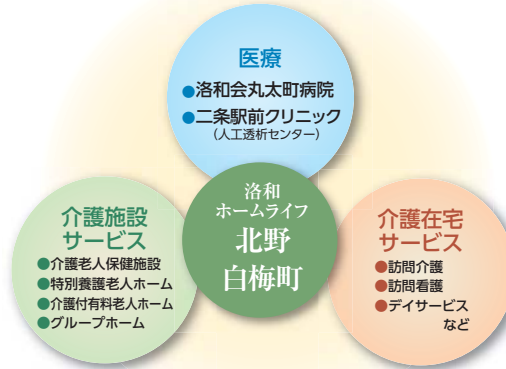 医療
●洛和会丸太町病院
●二条駅前クリニック
(人工透析センター)
洛和
ホームライフ
北野
白梅町
介護施設
サービス
●介護老人保健施設
●特別養護老人ホーム
●介護付有料老人ホーム
●グループホーム
介護在宅
サービス
●訪問介護
●訪問看護
●デイサービス
など